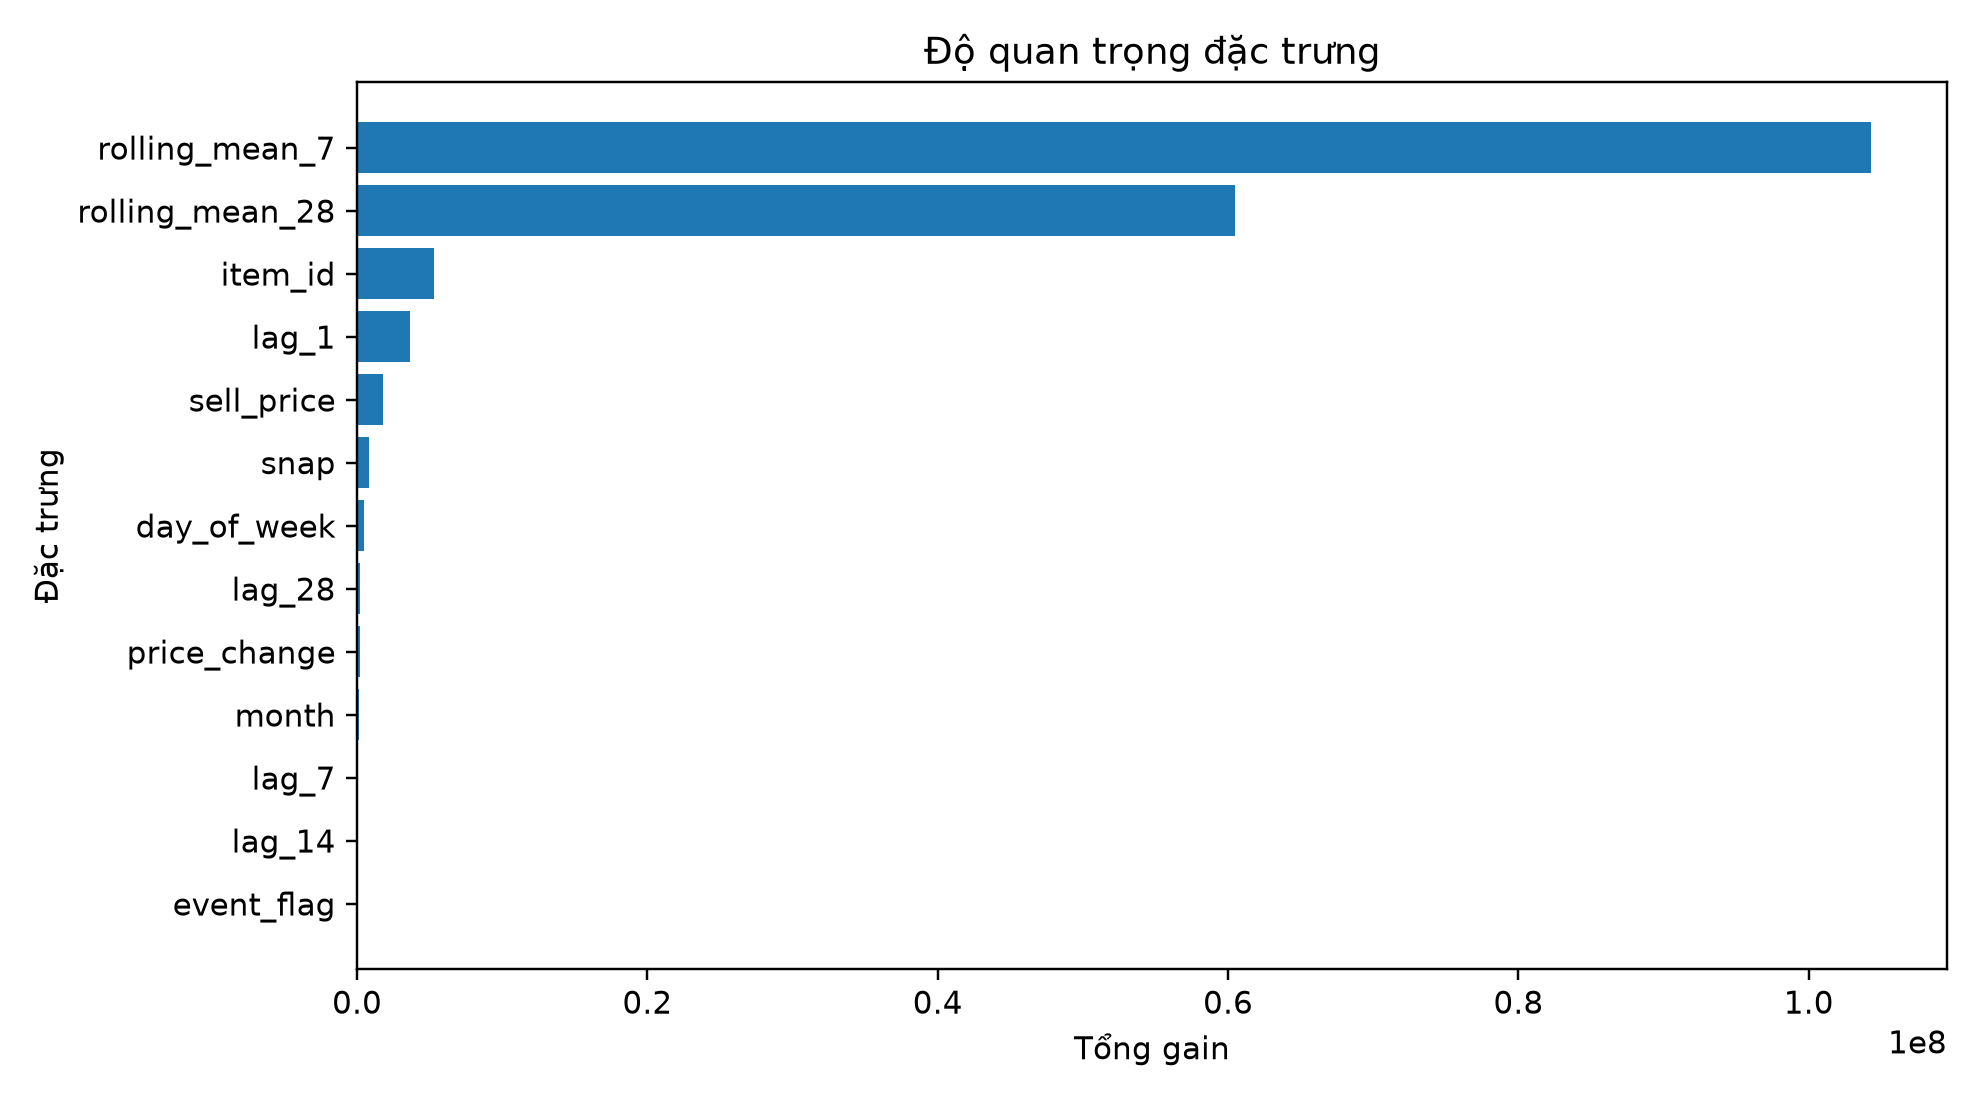 Độ quan trọng đặc trưng
rolling_mean_7
rolling_mean_28
item_id
lag_1
sell_price
snap
day_of_week
lag_28
price_change
month
lag_7
lag_14
event_flag
Đặc trưng
0.0 0.2 0.4 0.6 0.8 1.0
1e8
Tổng gain